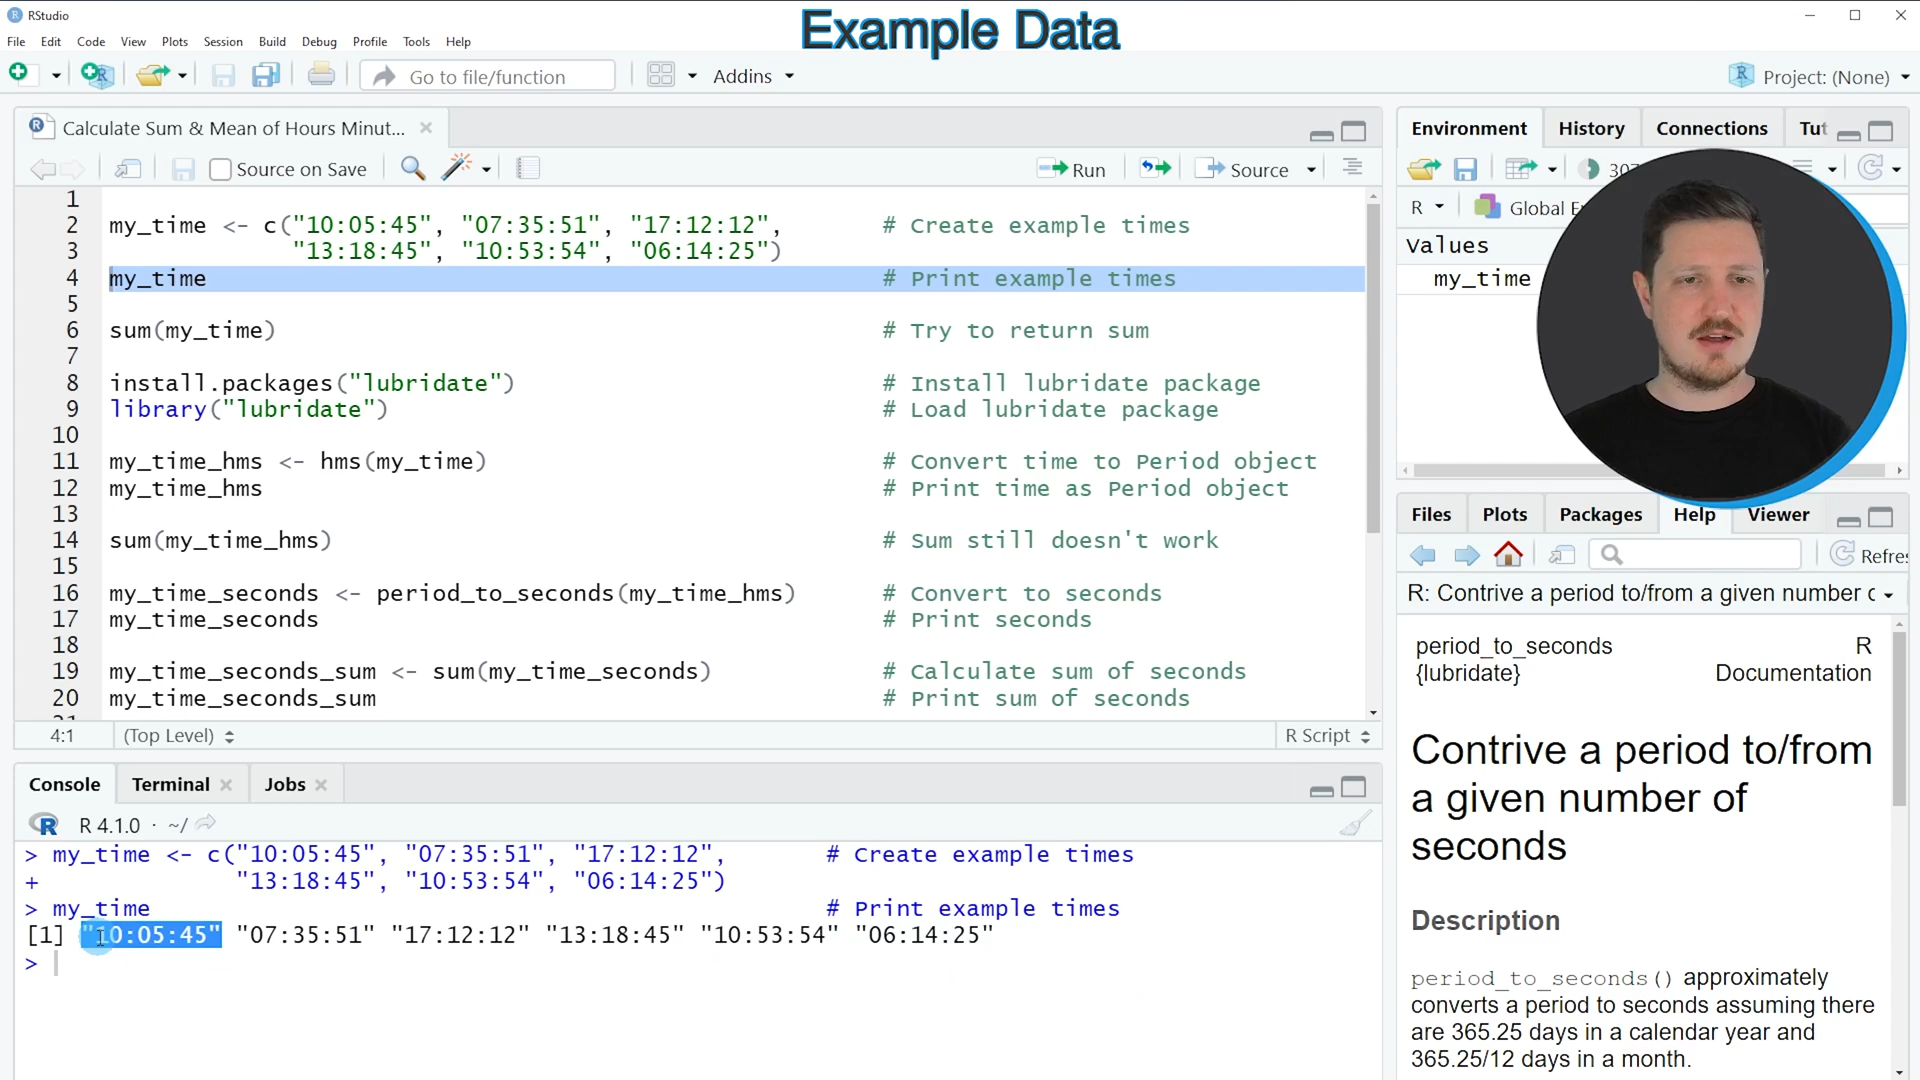 RStudio
Example Data
File Edit Code View Plots Session Build Debug Profile Tools Help
Go to file/function Addins Project: (None)
Calculate Sum & Mean of Hours Minut...
Source on Save Run Source
1
2 my_time <- c("10:05:45", "07:35:51", "17:12:12", # Create example times
3 "13:18:45", "10:53:54", "06:14:25")
4 my_time # Print example times
5
6 sum(my_time) # Try to return sum
7
8 install.packages("lubridate") # Install lubridate package
9 library("lubridate") # Load lubridate package
10
11 my_time_hms <- hms(my_time) # Convert time to Period object
12 my_time_hms # Print time as Period object
13
14 sum(my_time_hms) # Sum still doesn't work
15
16 my_time_seconds <- period_to_seconds(my_time_hms) # Convert to seconds
17 my_time_seconds # Print seconds
18
19 my_time_seconds_sum <- sum(my_time_seconds) # Calculate sum of seconds
20 my_time_seconds_sum # Print sum of seconds
4:1 (Top Level) R Script
Console Terminal Jobs
R 4.1.0 · ~/
> my_time <- c("10:05:45", "07:35:51", "17:12:12", # Create example times
+ "13:18:45", "10:53:54", "06:14:25")
> my_time # Print example times
[1] "10:05:45" "07:35:51" "17:12:12" "13:18:45" "10:53:54" "06:14:25"
>
Environment History Connections Tut
R Global
Values
my_time
Files Plots Packages Help Viewer
Refre
R: Contrive a period to/from a given number
period_to_seconds R
{lubridate} Documentation
Contrive a period to/from
a given number of
seconds
Description
period_to_seconds() approximately
converts a period to seconds assuming there
are 365.25 days in a calendar year and
365.25/12 days in a month.